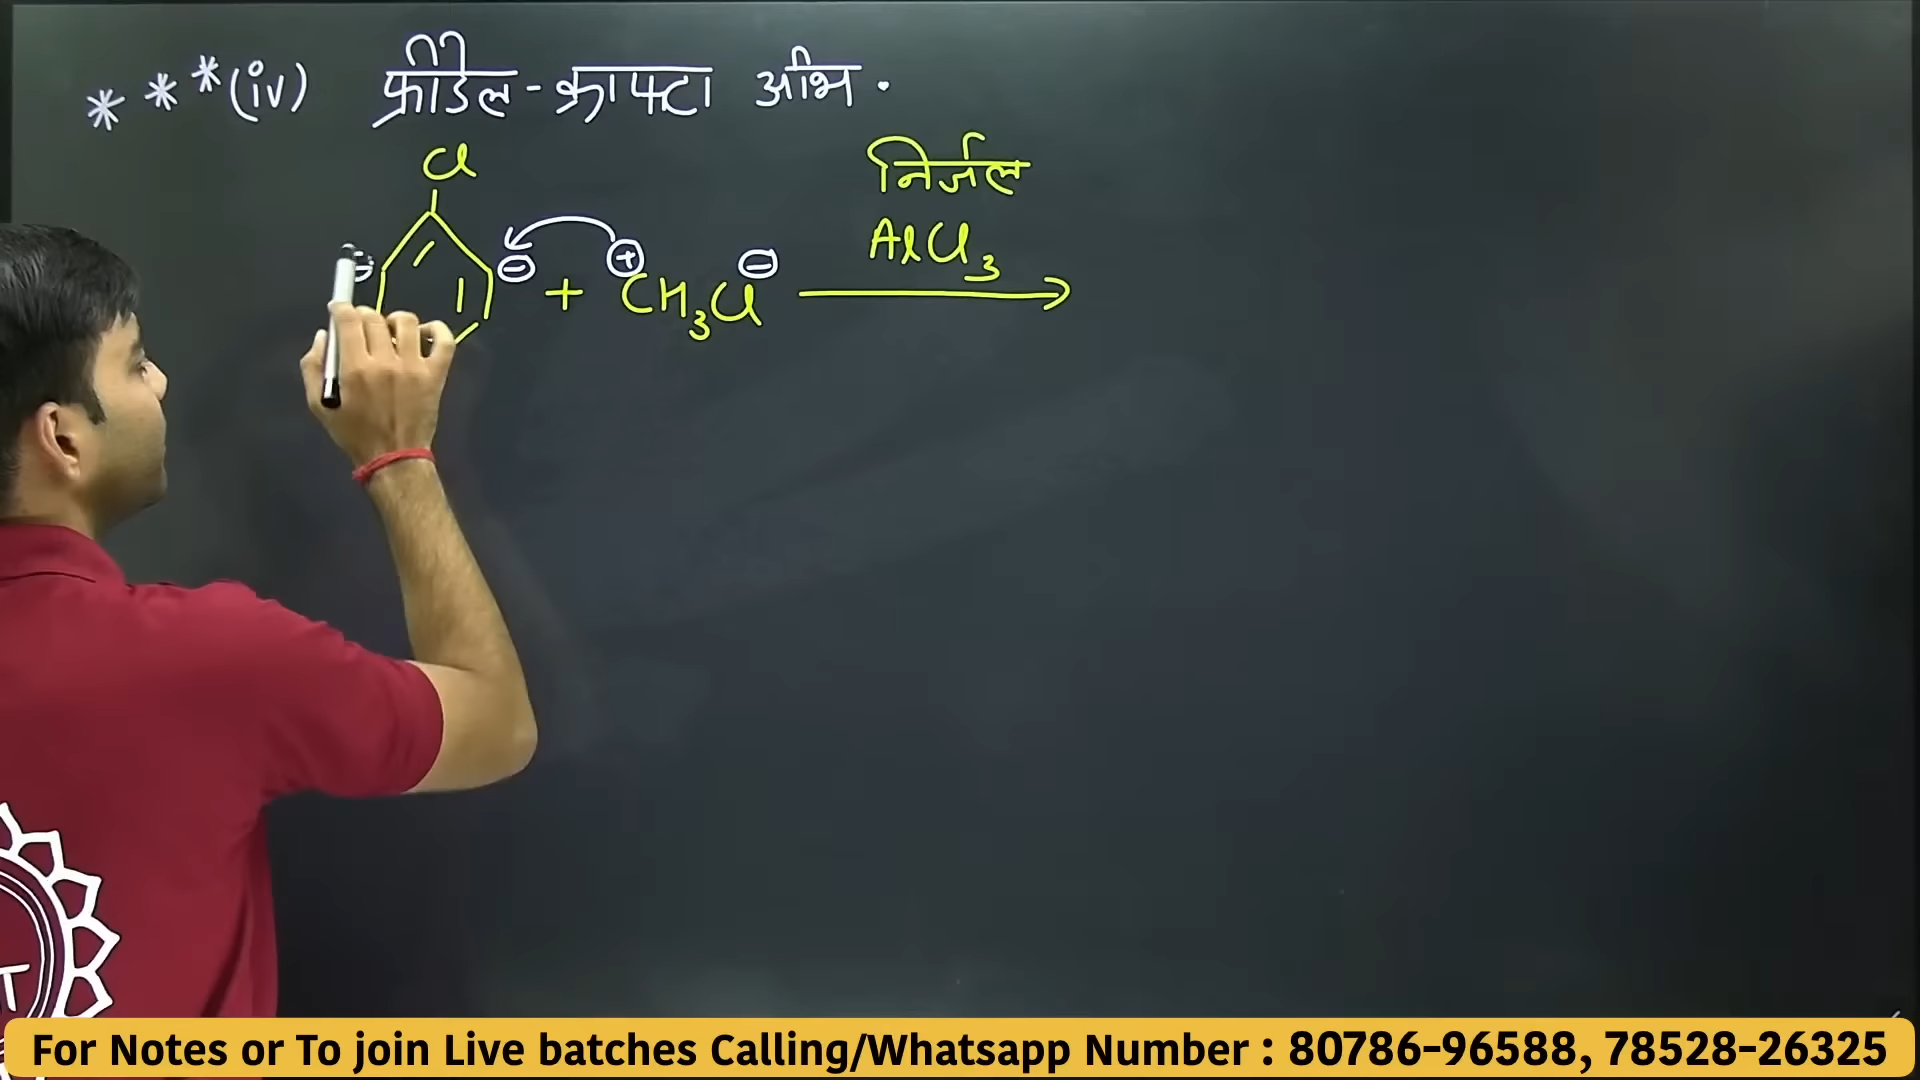 ***(iv) फ्रीडेल-क्राफ्ट अभि.
Cl
निर्जल
⊖ ⊖ + ⊕CH₃Cl⊖ AlCl₃ ⟶
For Notes or To join Live batches Calling/Whatsapp Number : 80786-96588, 78528-26325